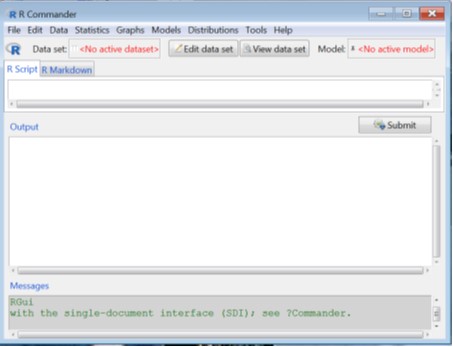 R Commander
File Edit Data Statistics Graphs Models Distributions Tools Help
R Data set: <No active dataset> Edit data set View data set Model: Σ <No active model>
R Script R Markdown
Output Submit
Messages
RGui
with the single-document interface (SDI); see ?Commander.